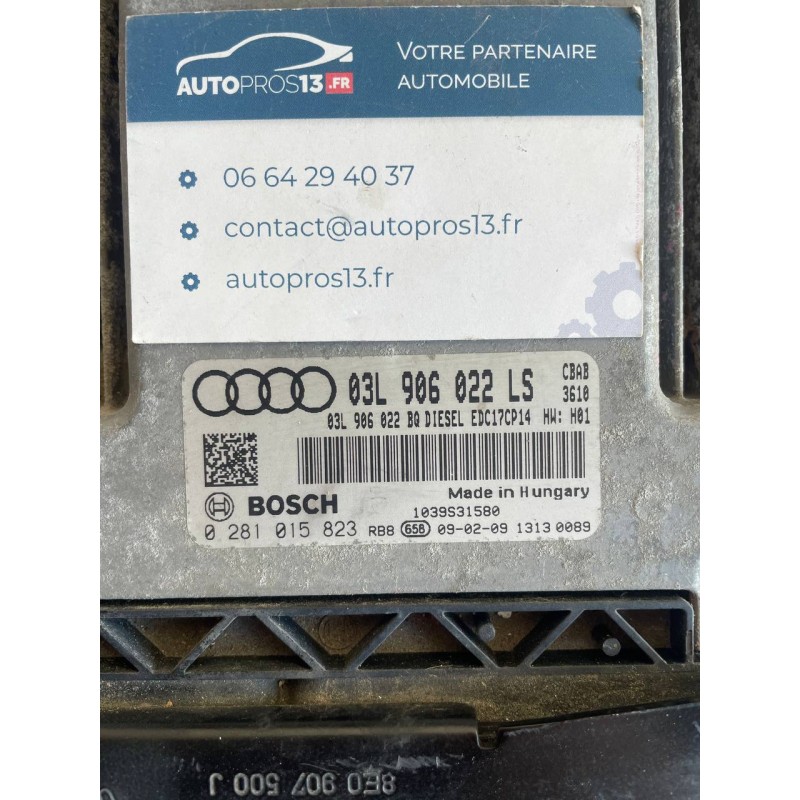 AUTOPROS13.FR
VOTRE PARTENAIRE
AUTOMOBILE
06 64 29 40 37
contact@autopros13.fr
autopros13.fr
03L 906 022 LS
CBAB
3610
03L 906 022 BQ DIESEL EDC17CP14 HW: H01
Made in Hungary
BOSCH
1039S31580
0 281 015 823 RB8 658 09-02-09 1313 0089
8E0 907 500 J